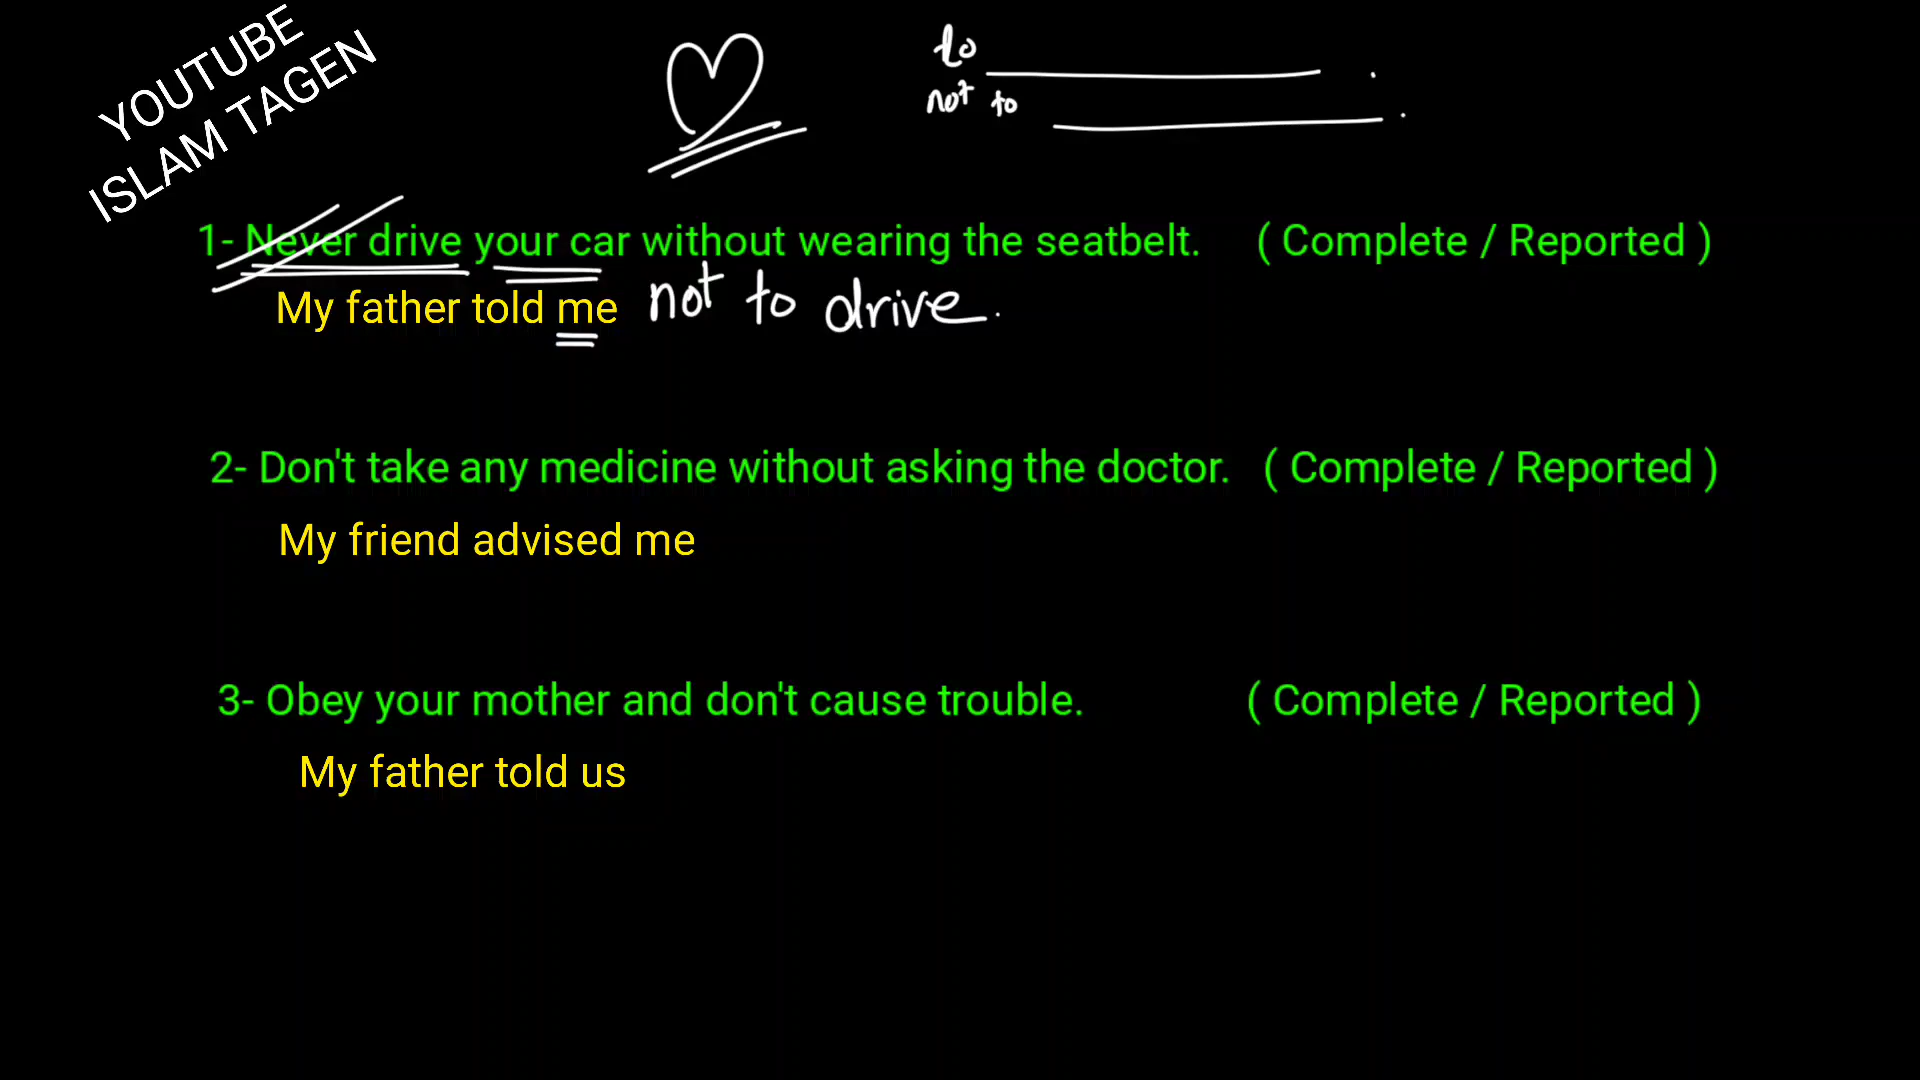 YOUTUBE
ISLAM TAGEN
to
not to
1- Never drive your car without wearing the seatbelt. ( Complete / Reported )
My father told me not to drive.
2- Don't take any medicine without asking the doctor. ( Complete / Reported )
My friend advised me
3- Obey your mother and don't cause trouble. ( Complete / Reported )
My father told us